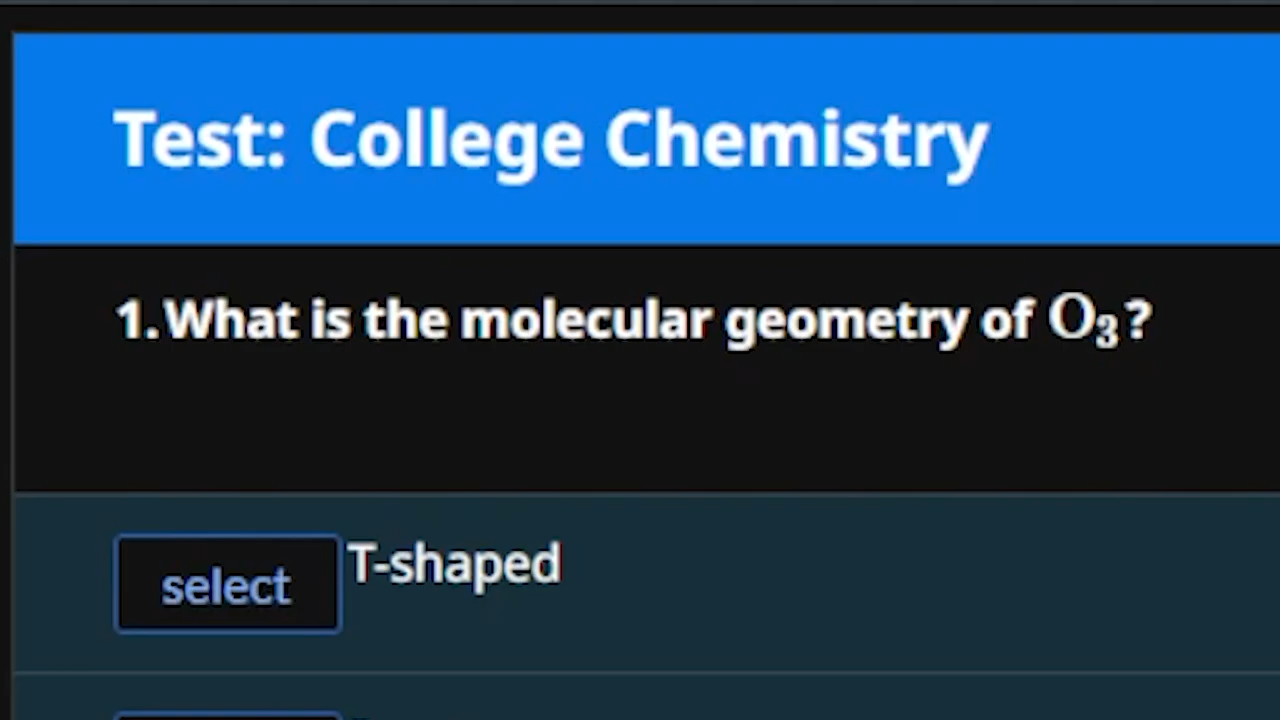 Test: College Chemistry
1. What is the molecular geometry of O₃?
select T-shaped